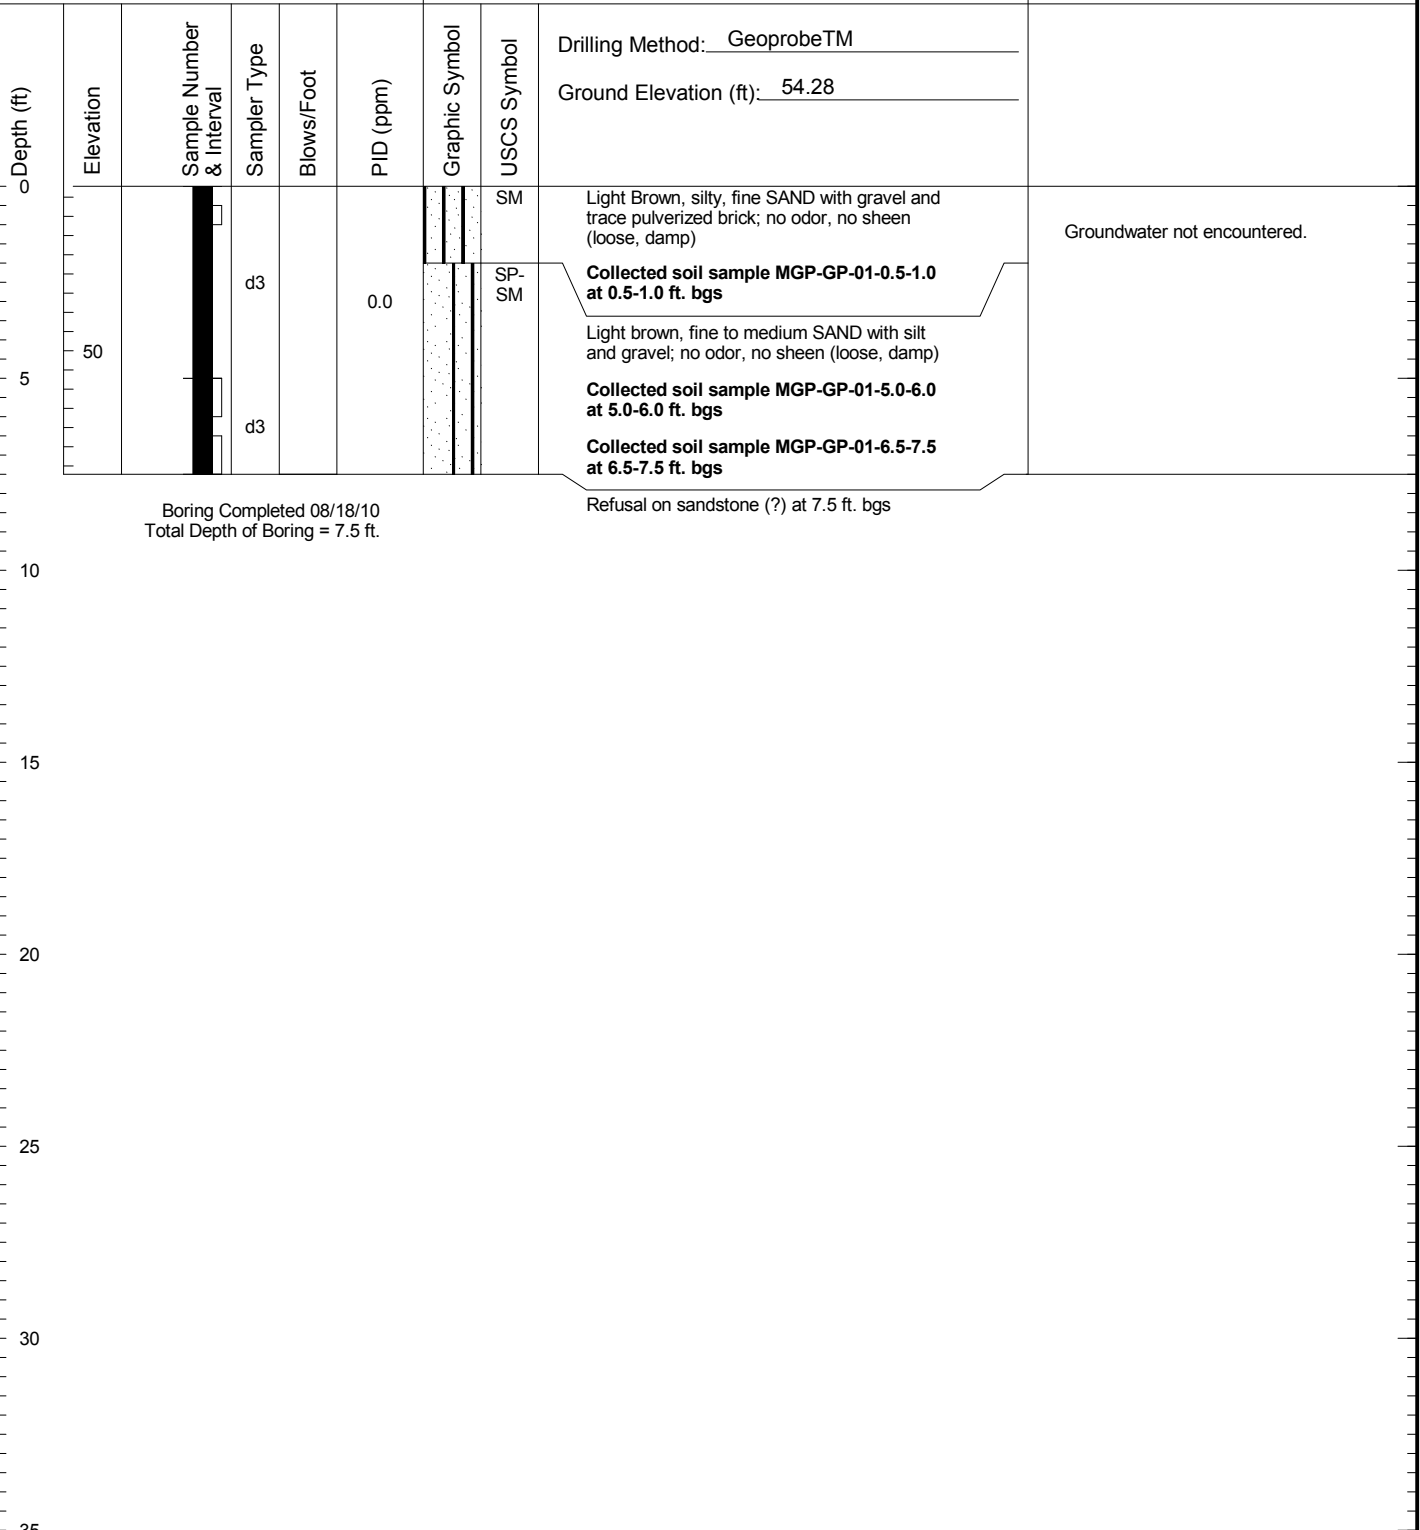 Depth (ft)
Elevation
Sample Number
& Interval
Sampler Type
Blows/Foot
PID (ppm)
Graphic Symbol
USCS Symbol
Drilling Method: GeoprobeTM
Ground Elevation (ft): 54.28
0
SM
Light Brown, silty, fine SAND with gravel and
trace pulverized brick; no odor, no sheen
(loose, damp)
Groundwater not encountered.
d3
0.0
SP-
SM
Collected soil sample MGP-GP-01-0.5-1.0
at 0.5-1.0 ft. bgs
50
Light brown, fine to medium SAND with silt
and gravel; no odor, no sheen (loose, damp)
5
Collected soil sample MGP-GP-01-5.0-6.0
at 5.0-6.0 ft. bgs
d3
Collected soil sample MGP-GP-01-6.5-7.5
at 6.5-7.5 ft. bgs
Refusal on sandstone (?) at 7.5 ft. bgs
Boring Completed 08/18/10
Total Depth of Boring = 7.5 ft.
10
15
20
25
30
35